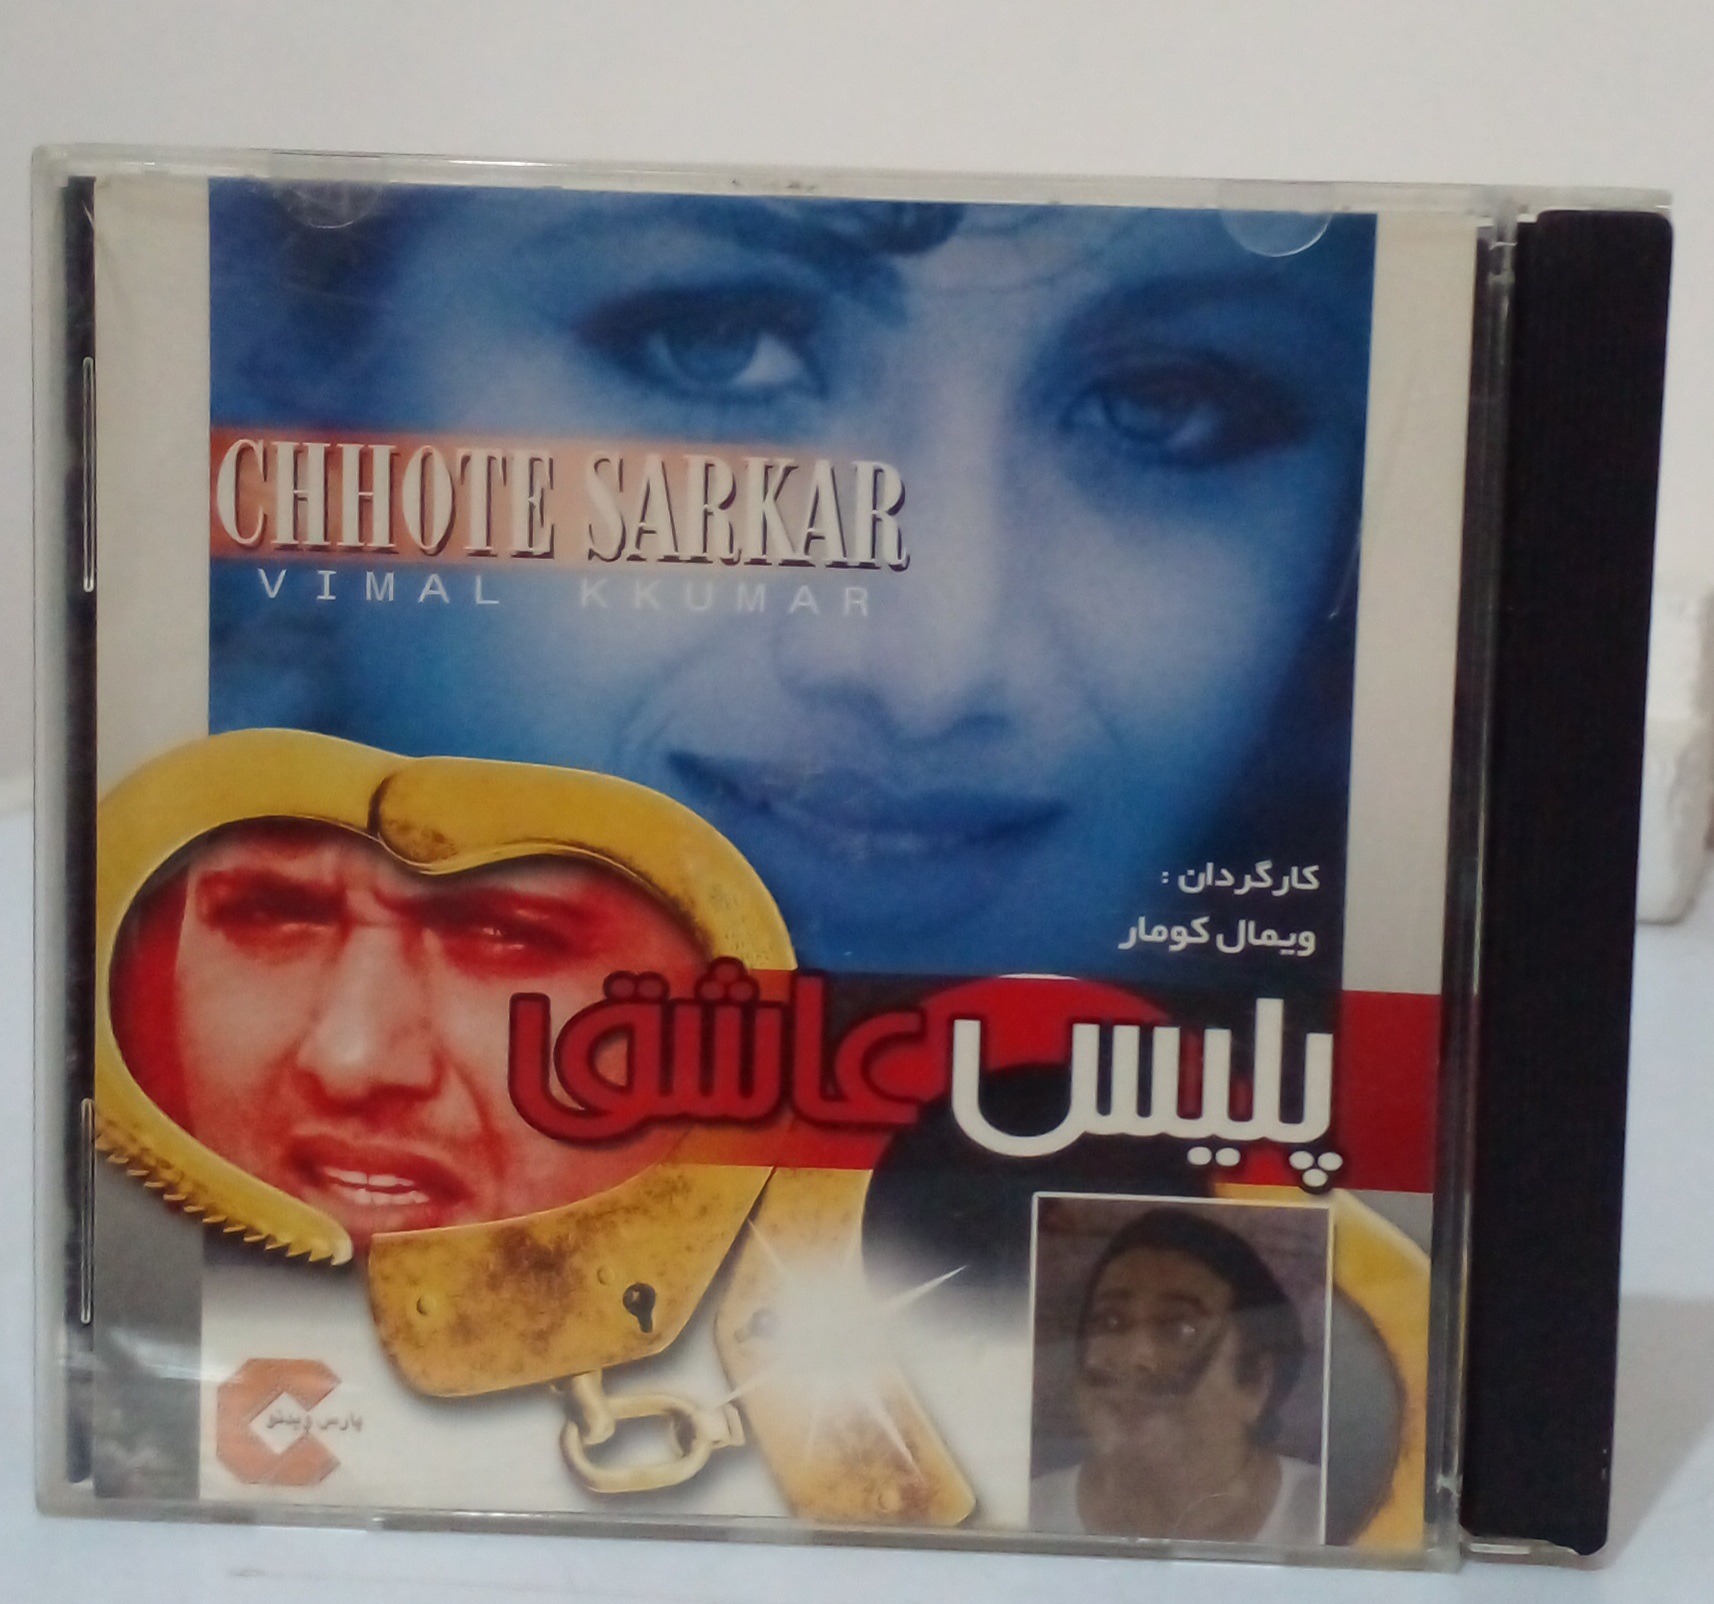 CHHOTE SARKAR
VIMAL KKUMAR
کارگردان :
ویمال کومار
پلیس عاشق
پارس ویدئو